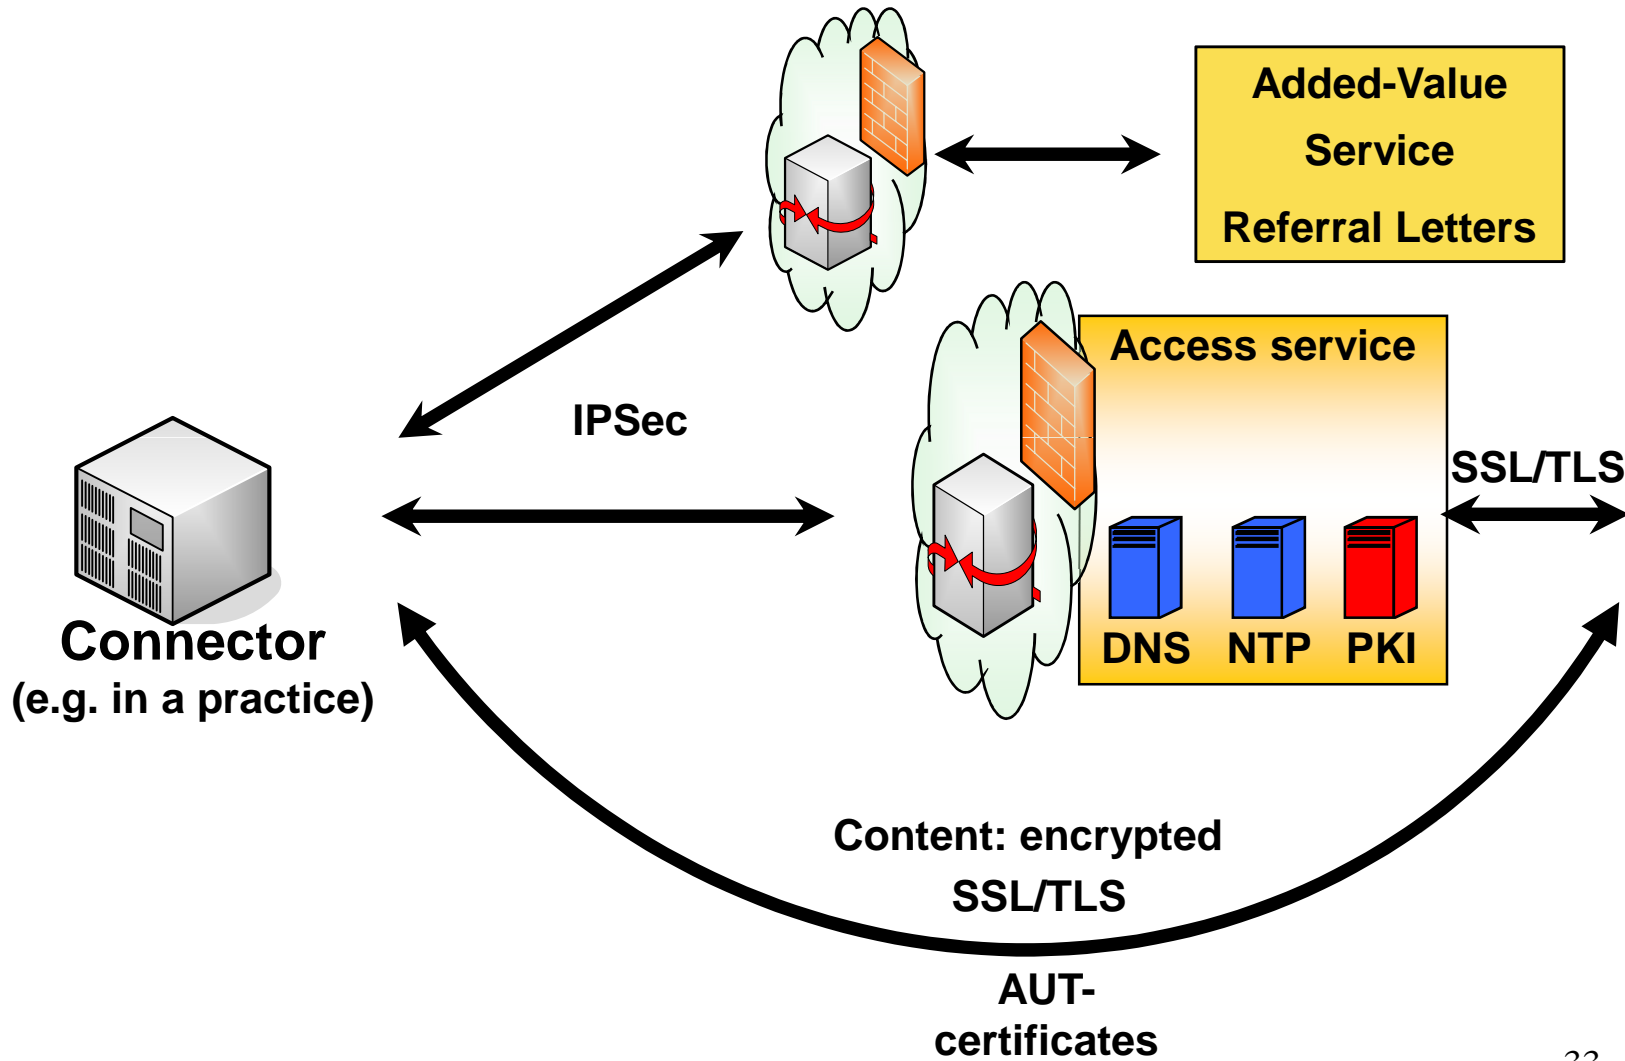 Added-Value
Service
Referral Letters
Access service
IPSec
SSL/TLS
DNS NTP PKI
Connector
(e.g. in a practice)
Content: encrypted
SSL/TLS
AUT-
certificates